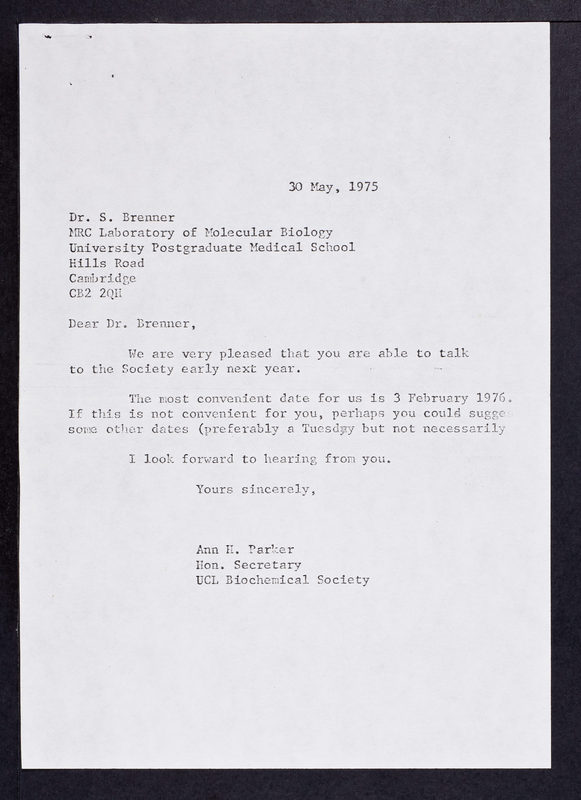 30 May, 1975
Dr. S. Brenner
MRC Laboratory of Molecular Biology
University Postgraduate Medical School
Hills Road
Cambridge
CB2 2QH
Dear Dr. Brenner,
We are very pleased that you are able to talk
to the Society early next year.
The most convenient date for us is 3 February 1976.
If this is not convenient for you, perhaps you could sugge
some other dates (preferably a Tuesday but not necessarily
I look forward to hearing from you.
Yours sincerely,
Ann H. Parker
Hon. Secretary
UCL Biochemical Society